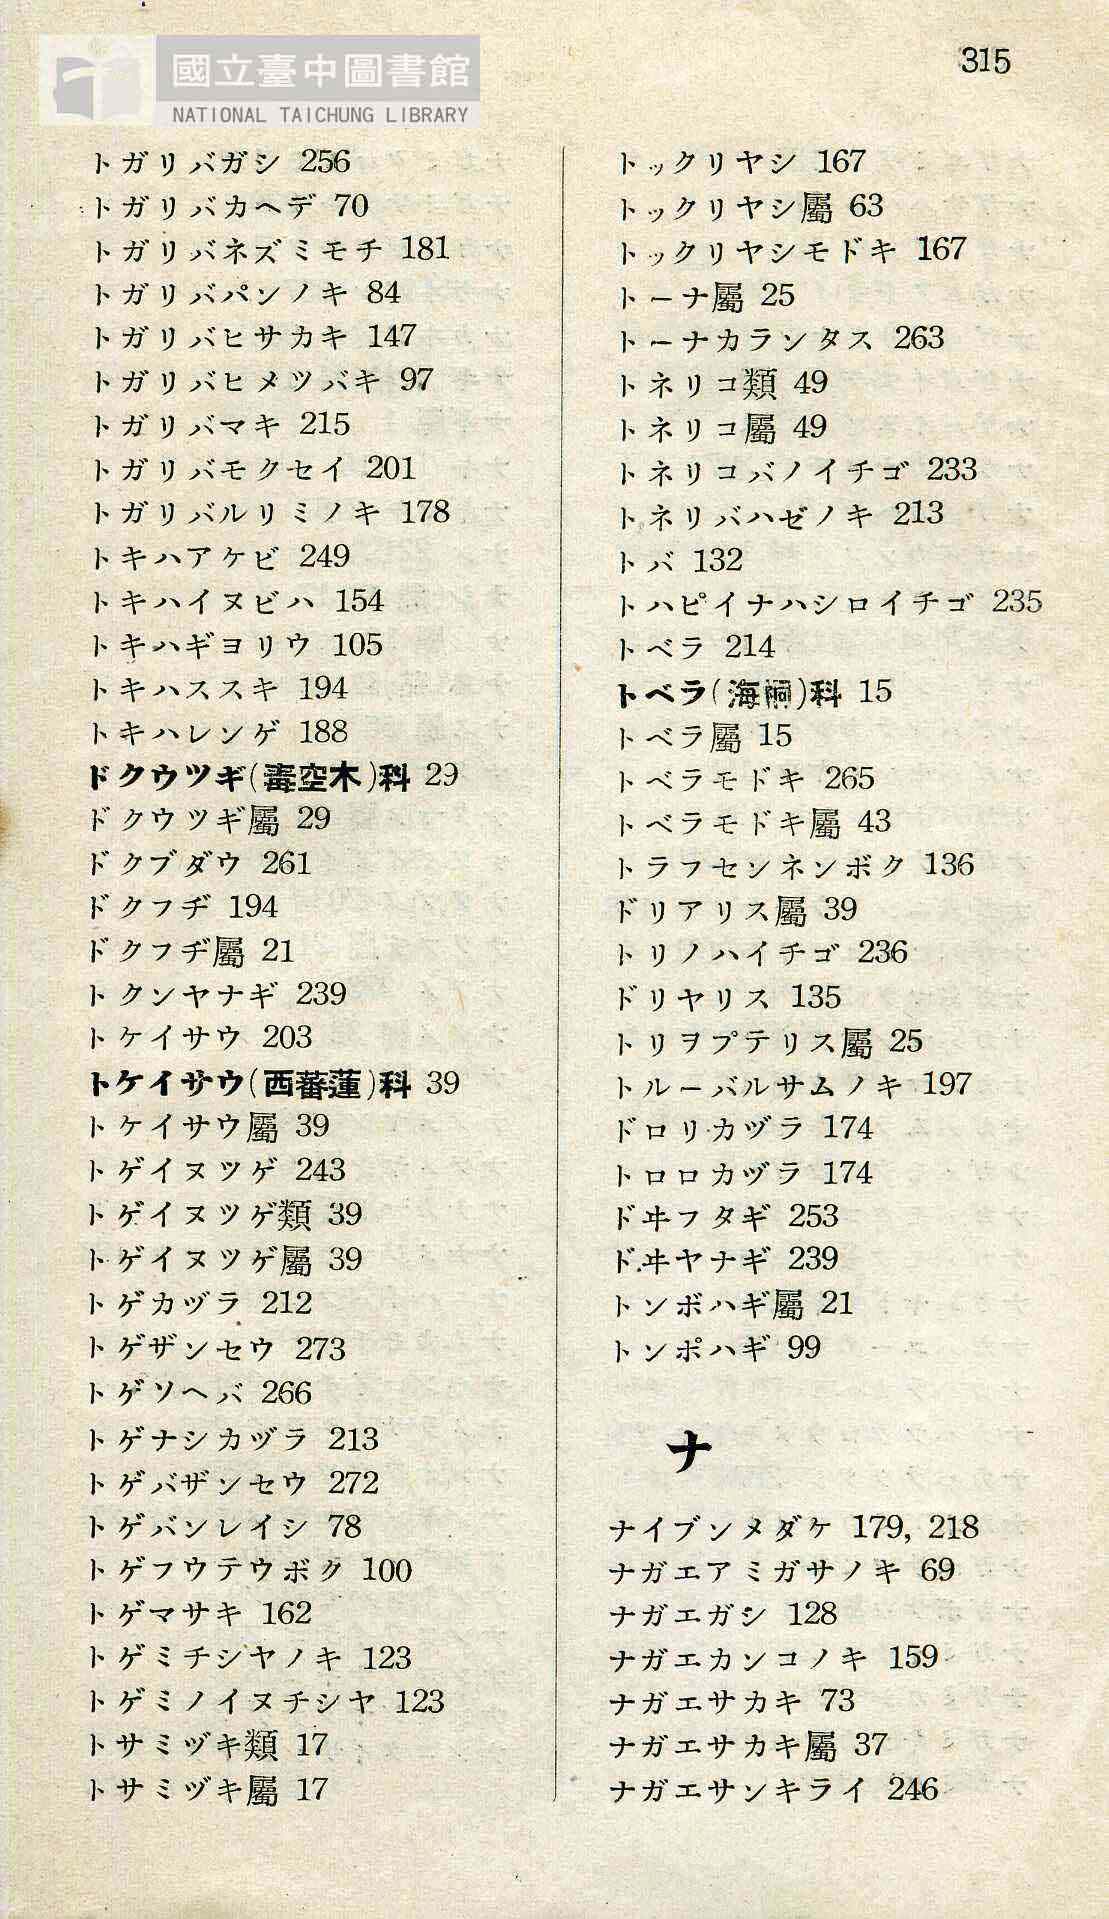 國立臺中圖書館
NATIONAL TAICHUNG LIBRARY
315
トガリバガシ 256
トガリバカヘデ 70
トガリバネズミモチ 181
トガリバパンノキ 84
トガリバヒサカキ 147
トガリバヒメツバキ 97
トガリバマキ 215
トガリバモクセイ 201
トガリバルリミノキ 178
トキハアケビ 249
トキハイヌビハ 154
トキハギヨリウ 105
トキハススキ 194
トキハレンゲ 188
ドクウツギ(毒空木)科 29
ドクウツギ屬 29
ドクブダウ 261
ドクフヂ 194
ドクフヂ屬 21
トクンヤナギ 239
トケイサウ 203
トケイサウ(西蕃蓮)科 39
トケイサウ屬 39
トゲイヌツゲ 243
トゲイヌツゲ類 39
トゲイヌツゲ屬 39
トゲカヅラ 212
トゲザンセウ 273
トゲソヘバ 266
トゲナシカヅラ 213
トゲバザンセウ 272
トゲバンレイシ 78
トゲフウテウボク 100
トゲマサキ 162
トゲミチシヤノキ 123
トゲミノイヌチシヤ 123
トサミヅキ類 17
トサミヅキ屬 17
トックリヤシ 167
トックリヤシ屬 63
トックリヤシモドキ 167
トーナ屬 25
トーナカランタス 263
トネリコ類 49
トネリコ屬 49
トネリコバノイチゴ 233
トネリバハゼノキ 213
トバ 132
トハピイナハシロイチゴ 235
トベラ 214
トベラ(海桐)科 15
トベラ屬 15
トベラモドキ 265
トベラモドキ屬 43
トラフセンネンボク 136
ドリアリス屬 39
トリノハイチゴ 236
ドリヤリス 135
トリヲプテリス屬 25
トルーバルサムノキ 197
ドロリカヅラ 174
トロロカヅラ 174
ドヰフタギ 253
ドヰヤナギ 239
トンボハギ屬 21
トンポハギ 99
ナ
ナイブンメダケ 179, 218
ナガエアミガサノキ 69
ナガエガシ 128
ナガエカンコノキ 159
ナガエサカキ 73
ナガエサカキ屬 37
ナガエサンキライ 246